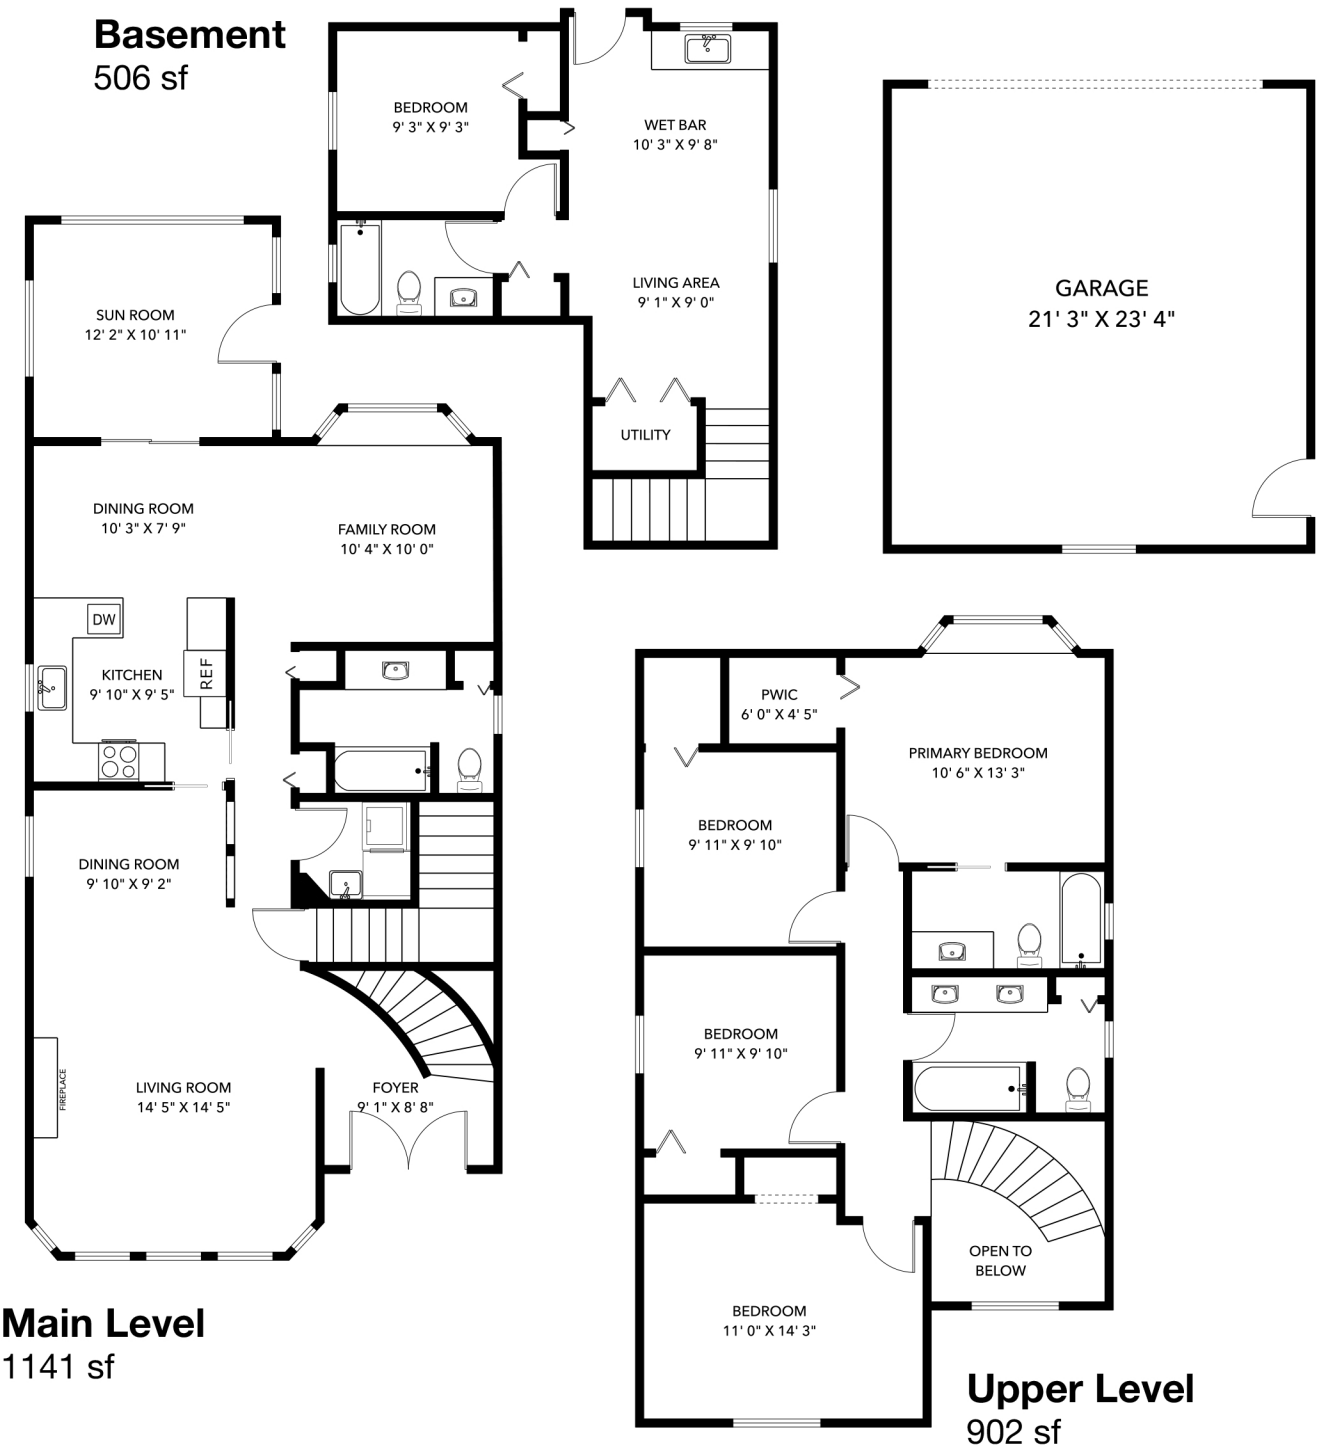 Basement
506 sf
BEDROOM
9' 3" X 9' 3"
WET BAR
10' 3" X 9' 8"
LIVING AREA
9' 1" X 9' 0"
UTILITY
GARAGE
21' 3" X 23' 4"
SUN ROOM
12' 2" X 10' 11"
DINING ROOM
10' 3" X 7' 9"
FAMILY ROOM
10' 4" X 10' 0"
DW
KITCHEN
9' 10" X 9' 5"
REF
DINING ROOM
9' 10" X 9' 2"
LIVING ROOM
14' 5" X 14' 5"
FIREPLACE
FOYER
9' 1" X 8' 8"
Main Level
1141 sf
PWIC
6' 0" X 4' 5"
PRIMARY BEDROOM
10' 6" X 13' 3"
BEDROOM
9' 11" X 9' 10"
BEDROOM
9' 11" X 9' 10"
OPEN TO
BELOW
BEDROOM
11' 0" X 14' 3"
Upper Level
902 sf